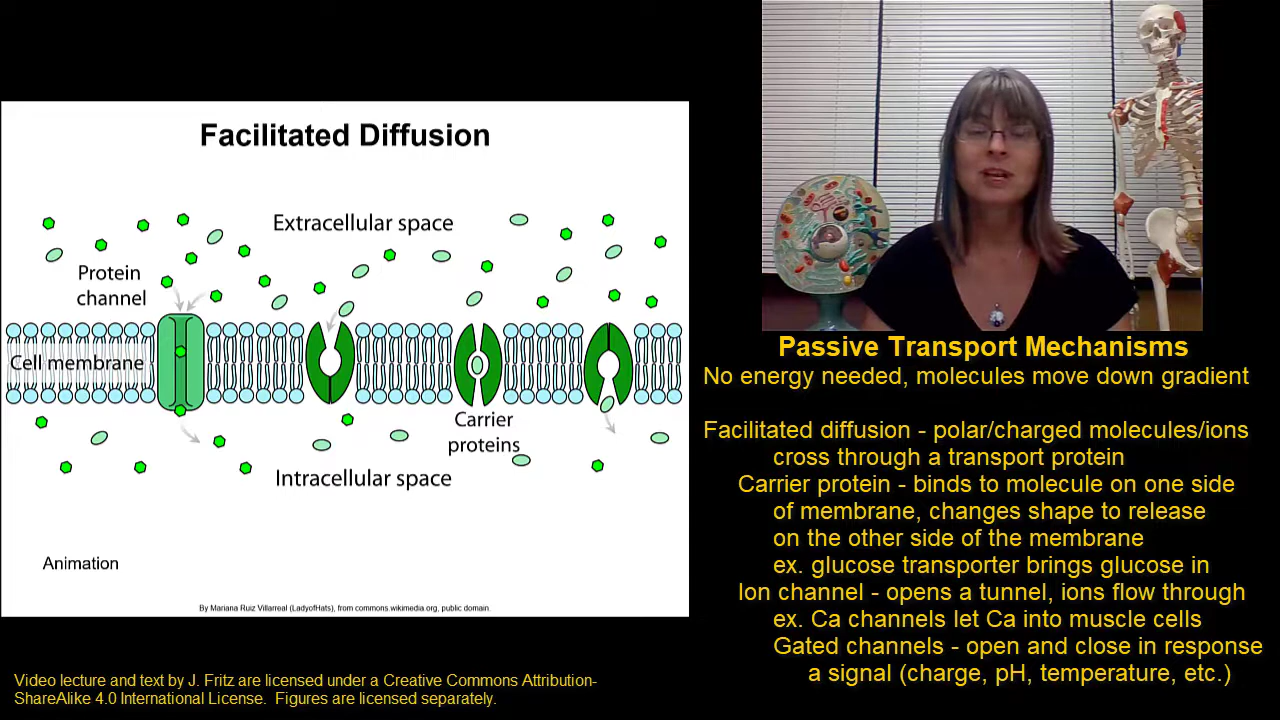 Facilitated Diffusion
Extracellular space
Protein
channel
Cell membrane
Carrier
proteins
Intracellular space
Animation
By Mariana Ruiz Villarreal (LadyofHats), from commons.wikimedia.org, public domain.
Passive Transport Mechanisms
No energy needed, molecules move down gradient
Facilitated diffusion - polar/charged molecules/ions
cross through a transport protein
Carrier protein - binds to molecule on one side
of membrane, changes shape to release
on the other side of the membrane
ex. glucose transporter brings glucose in
Ion channel - opens a tunnel, ions flow through
ex. Ca channels let Ca into muscle cells
Gated channels - open and close in response
a signal (charge, pH, temperature, etc.)
Video lecture and text by J. Fritz are licensed under a Creative Commons Attribution-
ShareAlike 4.0 International License.  Figures are licensed separately.